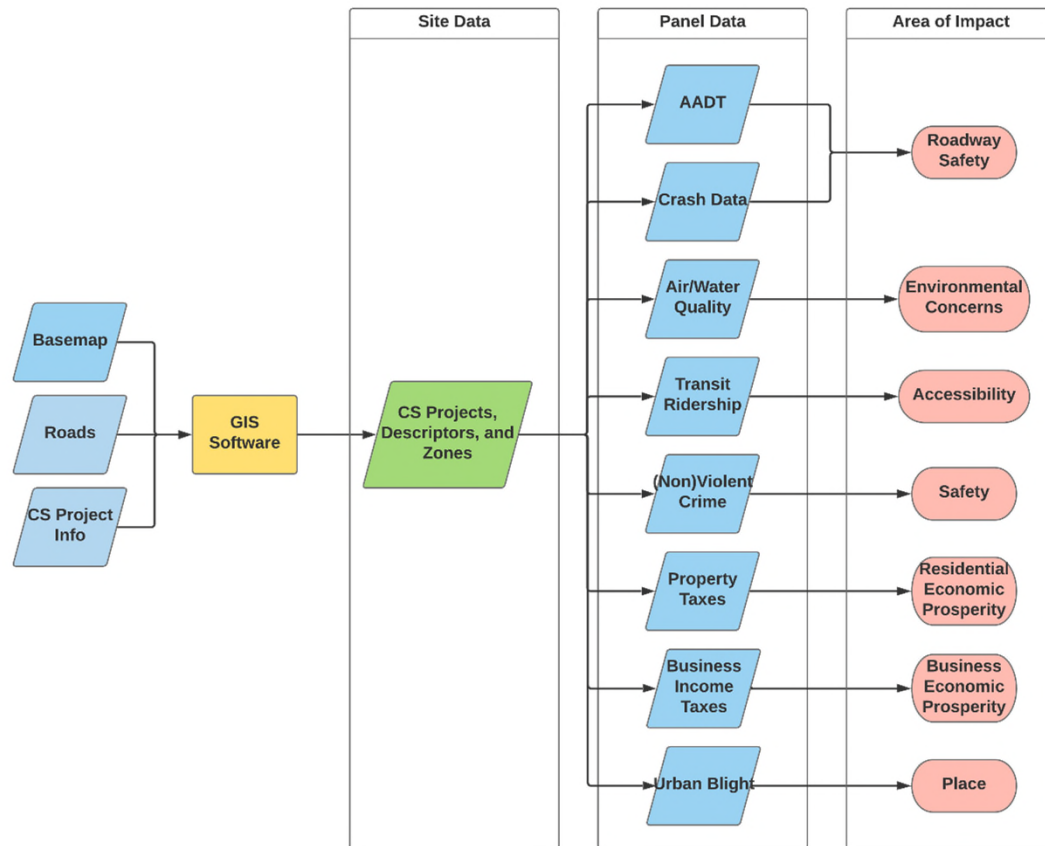 Site Data
Panel Data
Area of Impact
AADT
Roadway
Safety
Crash Data
Air/Water
Quality
Environmental
Concerns
Basemap
Transit
Ridership
Accessibility
Roads
GIS
Software
CS Projects,
Descriptors, and
Zones
(Non)Violent
Crime
Safety
CS Project
Info
Property
Taxes
Residential
Economic
Prosperity
Business
Income
Taxes
Business
Economic
Prosperity
Urban Blight
Place